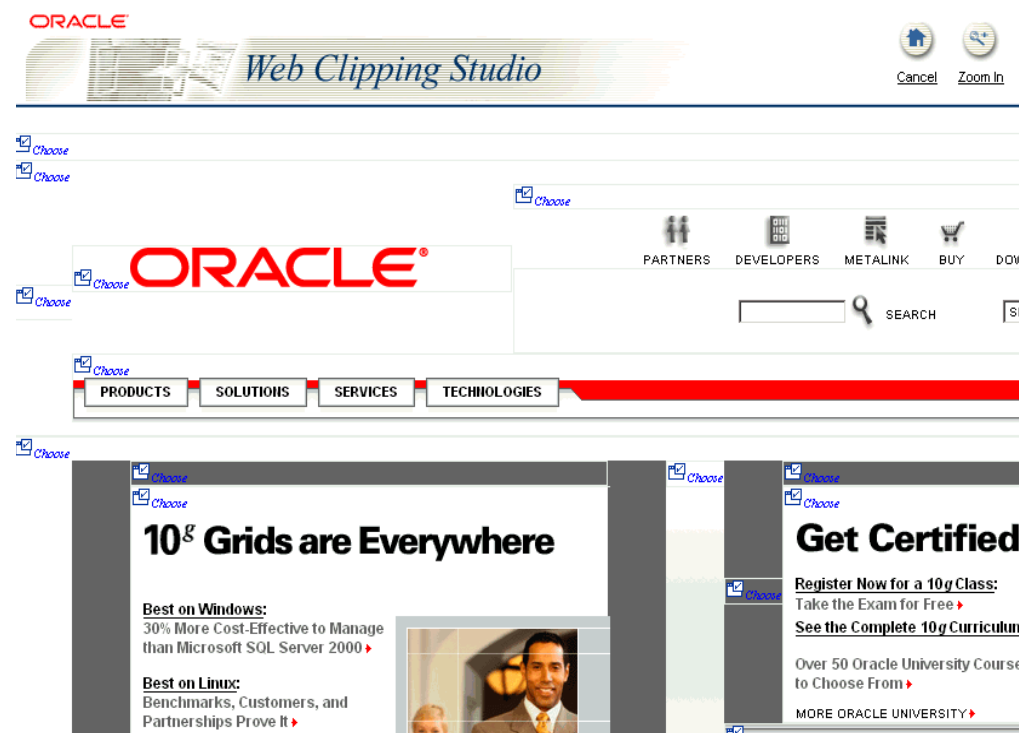 ORACLE®
Web Clipping Studio
Cancel Zoom In
Choose
Choose
Choose
PARTNERS DEVELOPERS METALINK BUY
Choose ORACLE®
Choose
SEARCH
Choose
PRODUCTS SOLUTIONS SERVICES TECHNOLOGIES
Choose
Choose Choose Choose
Choose Choose
10g Grids are Everywhere
Get Certified
Best on Windows:
30% More Cost-Effective to Manage
than Microsoft SQL Server 2000
Best on Linux:
Benchmarks, Customers, and
Partnerships Prove It
Register Now for a 10g Class:
Choose
Take the Exam for Free
See the Complete 10g Curriculum
Over 50 Oracle University Course
to Choose From
MORE ORACLE UNIVERSITY